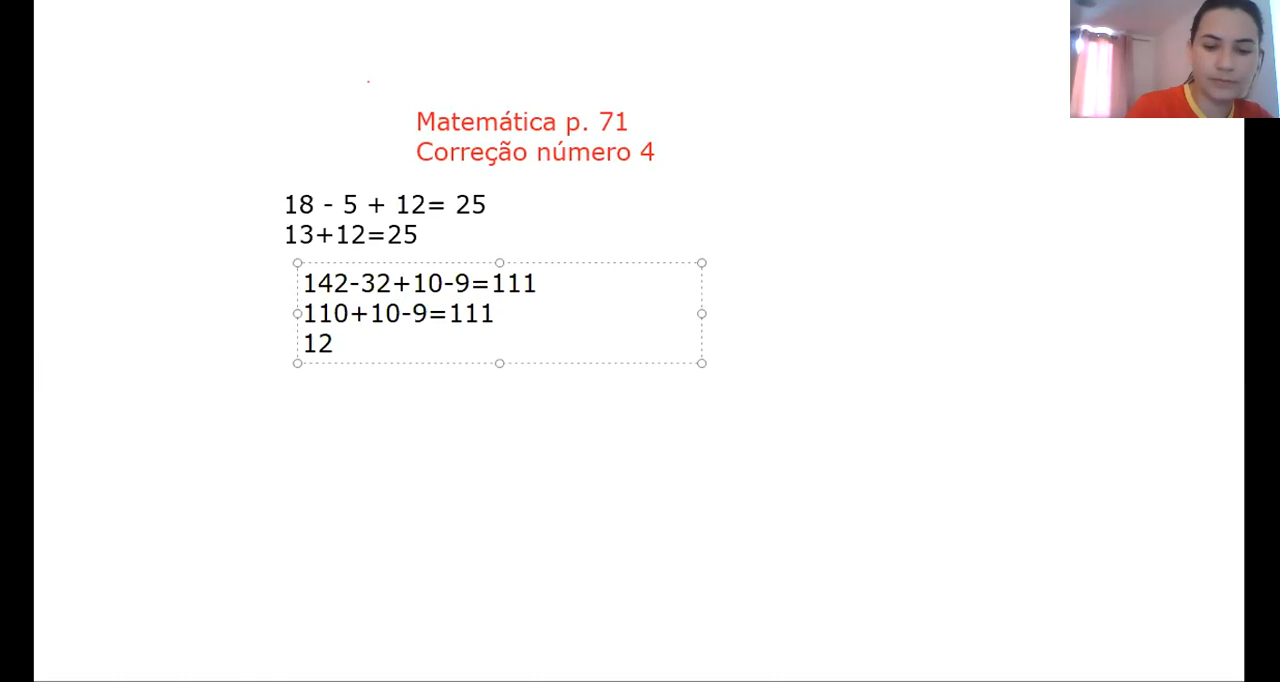 Matemática p. 71
Correção número 4
18 - 5 + 12= 25
13+12=25
142-32+10-9=111
110+10-9=111
12